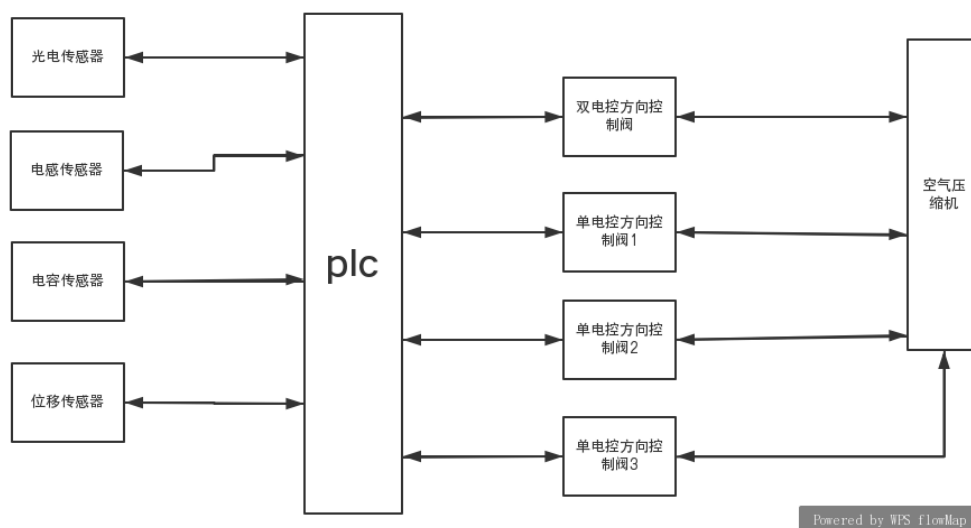 光电传感器
电感传感器
电容传感器
位移传感器
plc
双电控方向控
制阀
单电控方向控
制阀1
单电控方向控
制阀2
单电控方向控
制阀3
空气压
缩机
Powered by WPS flowMap